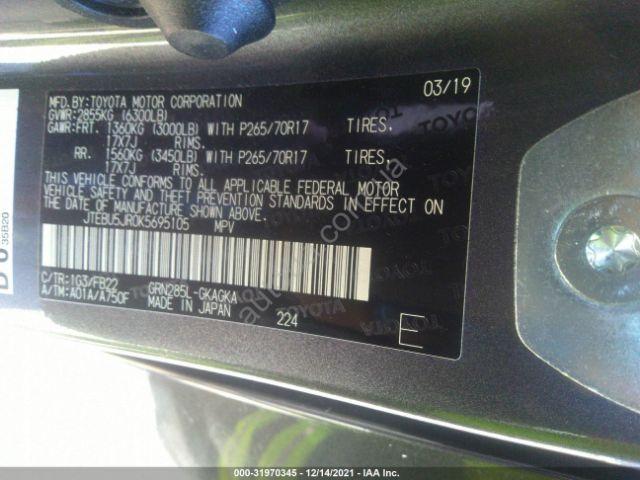 MFD.BY:TOYOTA MOTOR CORPORATION 03/19
GVWR:2855KG (6300LB)
GAWR:FRT. 1360KG (3000LB) WITH P265/70R17 TIRES,
17X7J RIMS.
RR. 1560KG (3450LB) WITH P265/70R17 TIRES,
17X7J RIMS.
THIS VEHICLE CONFORMS TO ALL APPLICABLE FEDERAL MOTOR
VEHICLE SAFETY AND THEFT PREVENTION STANDARDS IN EFFECT ON
THE DATE OF MANUFACTURE SHOWN ABOVE.
JTEBU5JR0K5695105 MPV
C/TR:1G3/FB22 GRN285L-GKAGKA
A/TM:A01A/A750F MADE IN JAPAN 224
E
35B20
TOYOTA
000-31970345 - 12/14/2021 - IAA Inc.